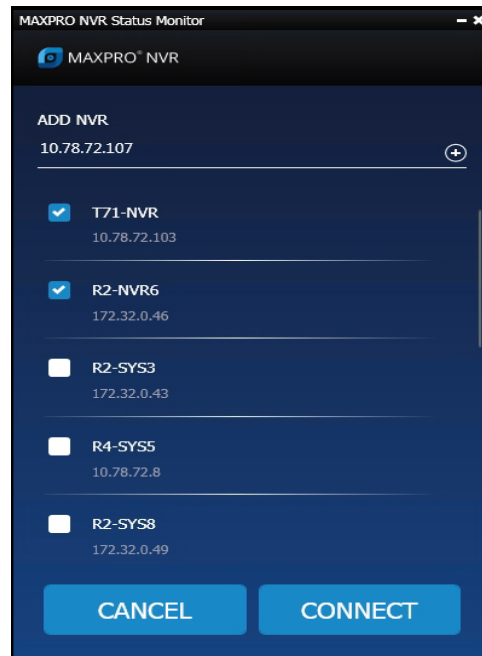 MAXPRO NVR Status Monitor
MAXPRO® NVR
ADD NVR
10.78.72.107
T71-NVR
10.78.72.103
R2-NVR6
172.32.0.46
R2-SYS3
172.32.0.43
R4-SYS5
10.78.72.8
R2-SYS8
172.32.0.49
CANCEL CONNECT